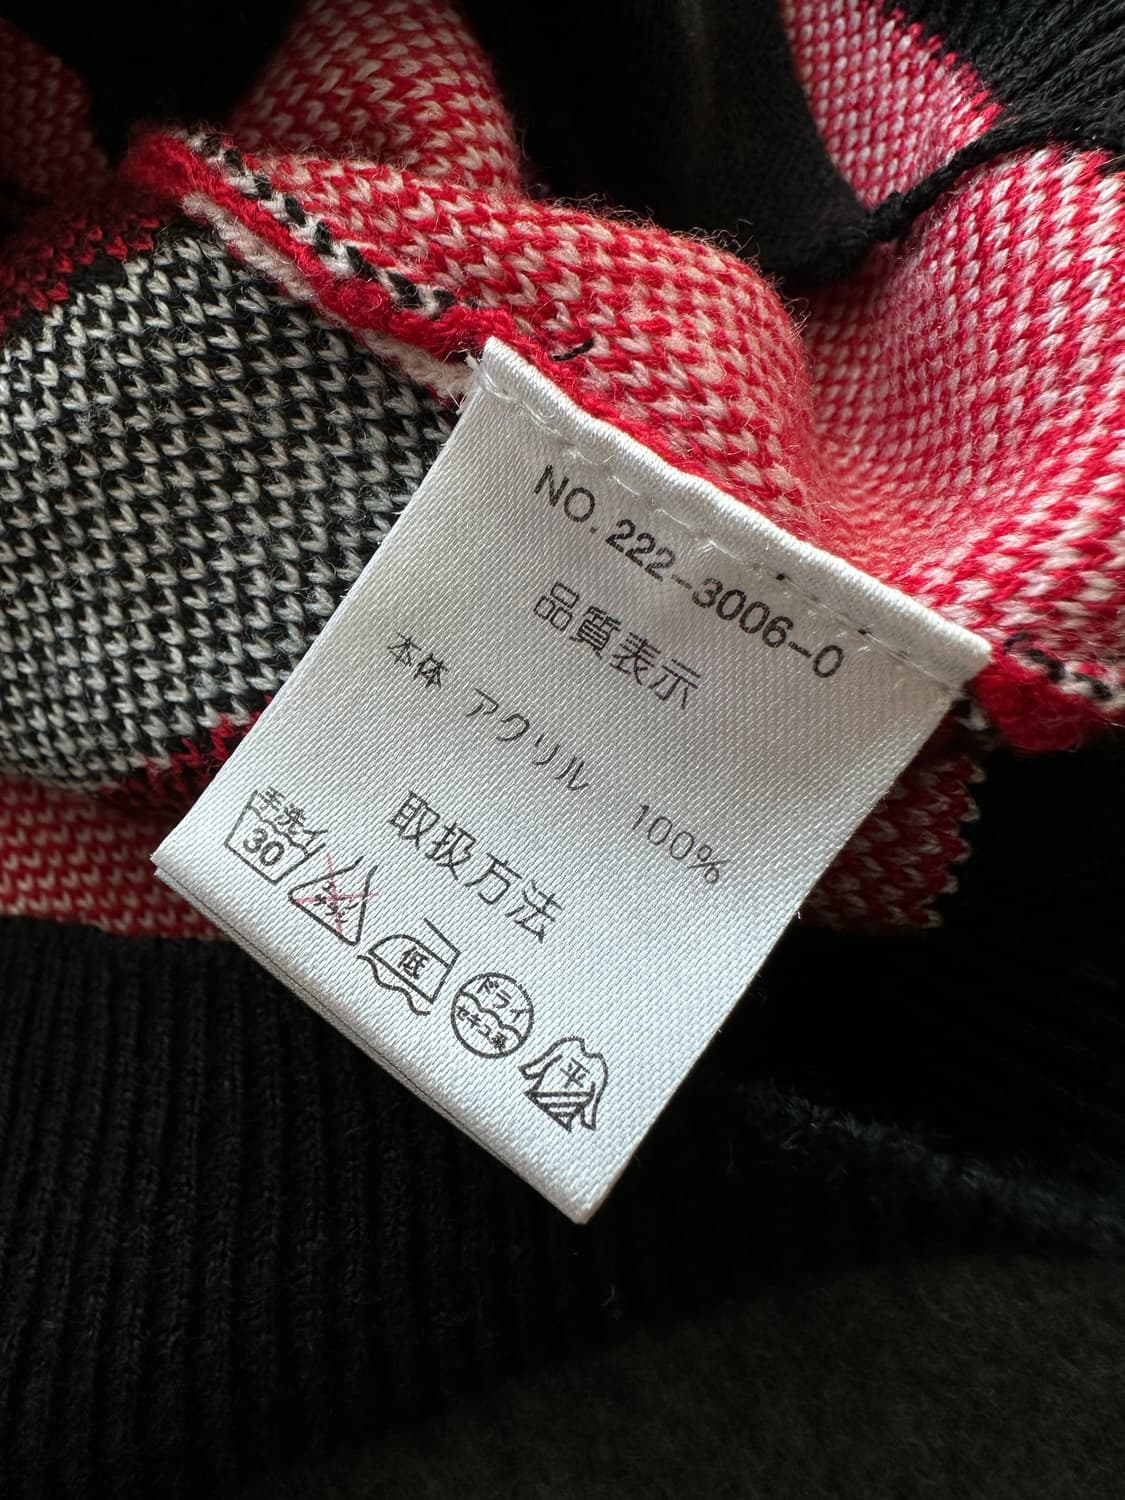 NO. 222-3006-0
品質表示
本体 アクリル 100%
取扱方法
手洗イ
30
低
ドライ
セキユ系
平